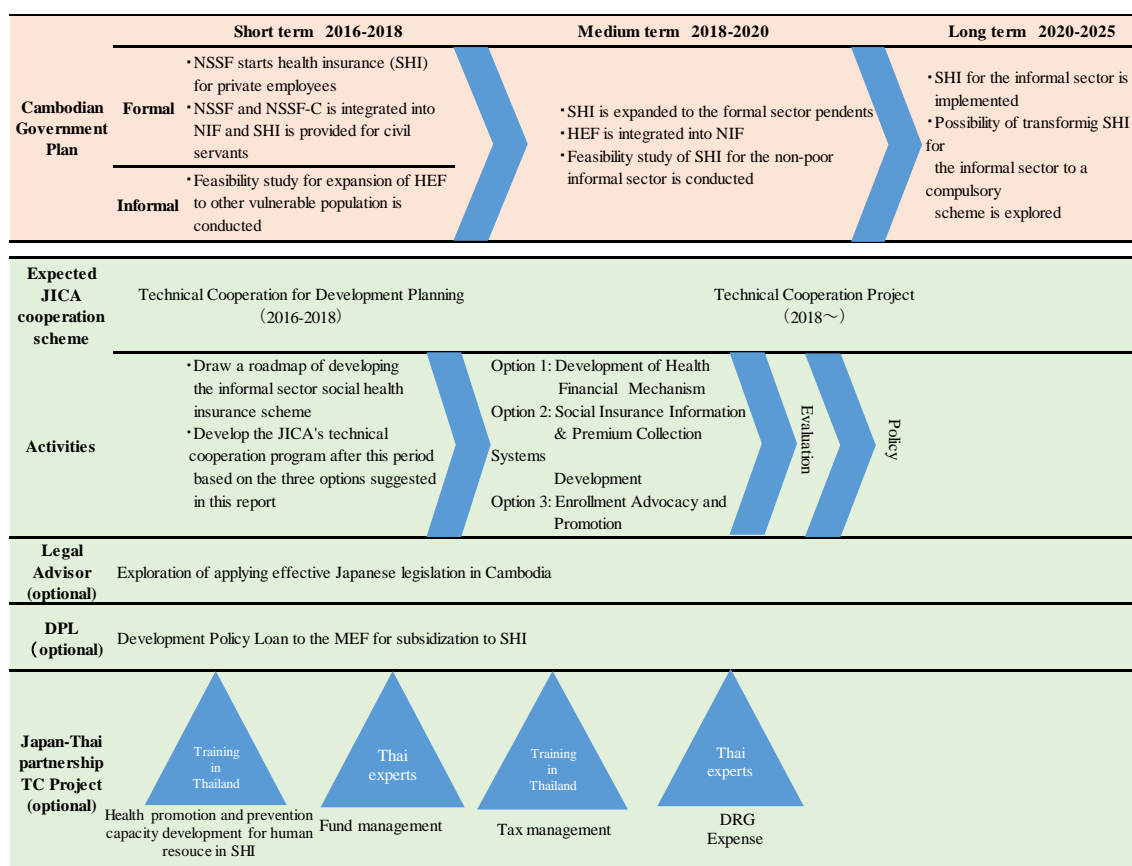 Short term 2016-2018
Medium term 2018-2020
Long term 2020-2025
Cambodian
Government
Plan
Formal
・NSSF starts health insurance (SHI)
for private employees
・NSSF and NSSF-C is integrated into
NIF and SHI is provided for civil
servants
Informal
・Feasibility study for expansion of HEF
to other vulnerable population is
conducted
・SHI is expanded to the formal sector pendents
・HEF is integrated into NIF
・Feasibility study of SHI for the non-poor
informal sector is conducted
・SHI for the informal sector is
implemented
・Possibility of transformig SHI
for
the informal sector to a
compulsory
scheme is explored
Expected
JICA
cooperation
scheme
Technical Cooperation for Development Planning
（2016-2018）
Technical Cooperation Project
（2018～）
Activities
・Draw a roadmap of developing
the informal sector social health
insurance scheme
・Develop the JICA's technical
cooperation program after this period
based on the three options suggested
in this report
Option 1: Development of Health
Financial Mechanism
Option 2: Social Insurance Information
& Premium Collection
Systems
Development
Option 3: Enrollment Advocacy and
Promotion
Evaluation
Policy
Legal
Advisor
(optional)
Exploration of applying effective Japanese legislation in Cambodia
DPL
（optional)
Development Policy Loan to the MEF for subsidization to SHI
Japan-Thai
partnership
TC Project
(optional)
Training
in
Thailand
Health promotion and prevention
capacity development for human
resouce in SHI
Thai
experts
Fund management
Training
in
Thailand
Tax management
Thai
experts
DRG
Expense